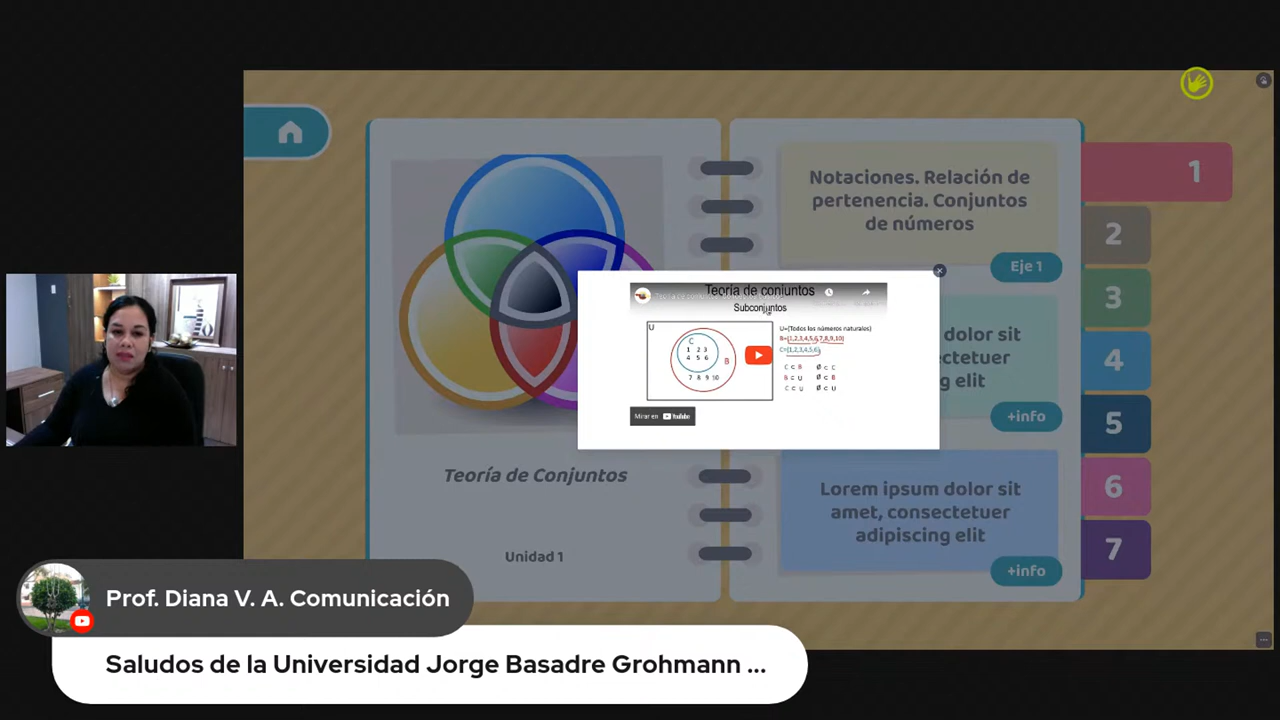 Notaciones. Relación de
pertenencia. Conjuntos
de números
Eje 1
1
2
3
4
5
6
7
Teoría de conjuntos
Subconjuntos
U
C
1 2 3
4 5 6
B
7 8 9 10
U={Todos los números naturales}
B={1,2,3,4,5,6,7,8,9,10}
C={1,2,3,4,5,6}
C ⊂ B Ø ⊂ C
B ⊂ U Ø ⊂ B
C ⊂ U Ø ⊂ U
Mirar en YouTube
dolor sit
ectetuer
g elit
+info
Teoría de Conjuntos
Unidad 1
Lorem ipsum dolor sit
amet, consectetuer
adipiscing elit
+info
Prof. Diana V. A. Comunicación
Saludos de la Universidad Jorge Basadre Grohmann ...